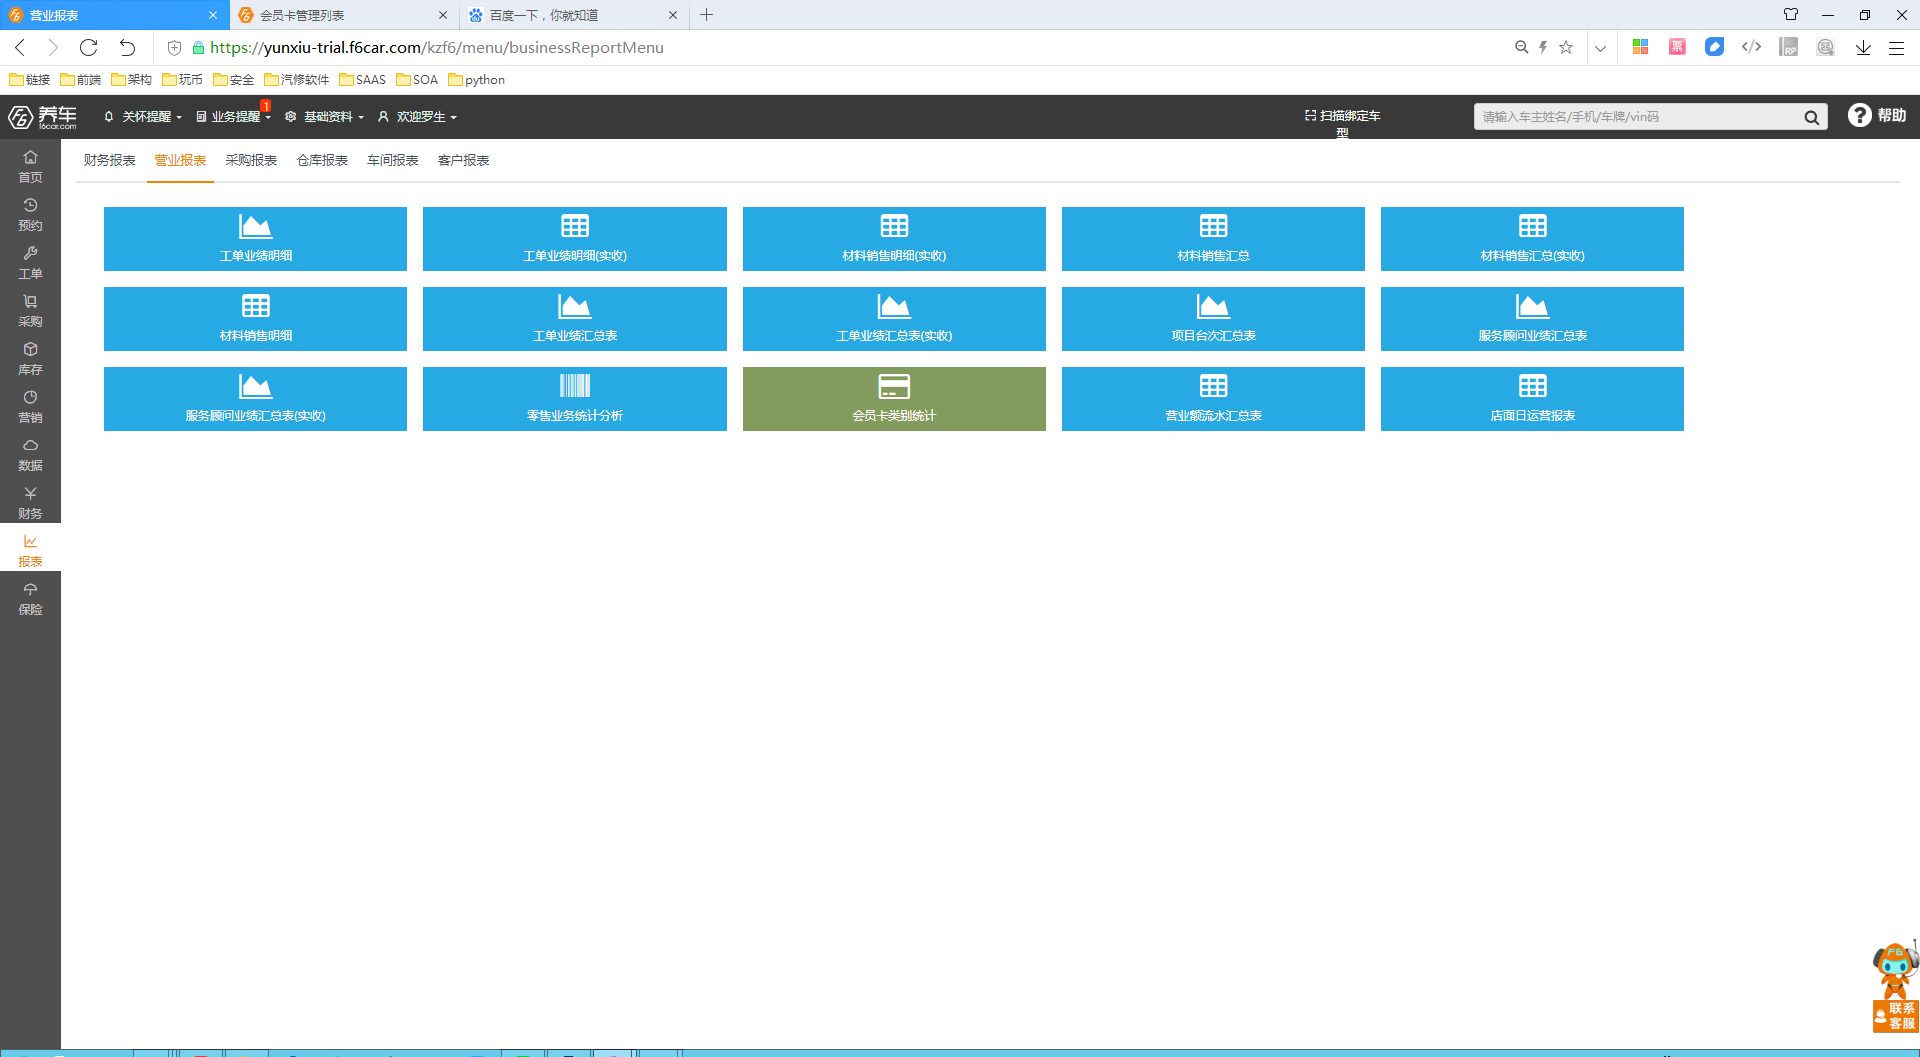 营业报表
会员卡管理列表
百度一下，你就知道
https://yunxiu-trial.f6car.com/kzf6/menu/businessReportMenu
票
RP
链接
前端
架构
玩币
安全
汽修软件
SAAS
SOA
python
F6 养车
f6car.com
关怀提醒
业务提醒
1
基础资料
欢迎罗生
扫描绑定车
型
请输入车主姓名/手机/车牌/vin码
帮助
首页
预约
工单
采购
库存
营销
数据
财务
报表
保险
财务报表
营业报表
采购报表
仓库报表
车间报表
客户报表
工单业绩明细
工单业绩明细(实收)
材料销售明细(实收)
材料销售汇总
材料销售汇总(实收)
材料销售明细
工单业绩汇总表
工单业绩汇总表(实收)
项目台次汇总表
服务顾问业绩汇总表
服务顾问业绩汇总表(实收)
零售业务统计分析
会员卡类别统计
营业额流水汇总表
店面日运营报表
F6
联系
客服